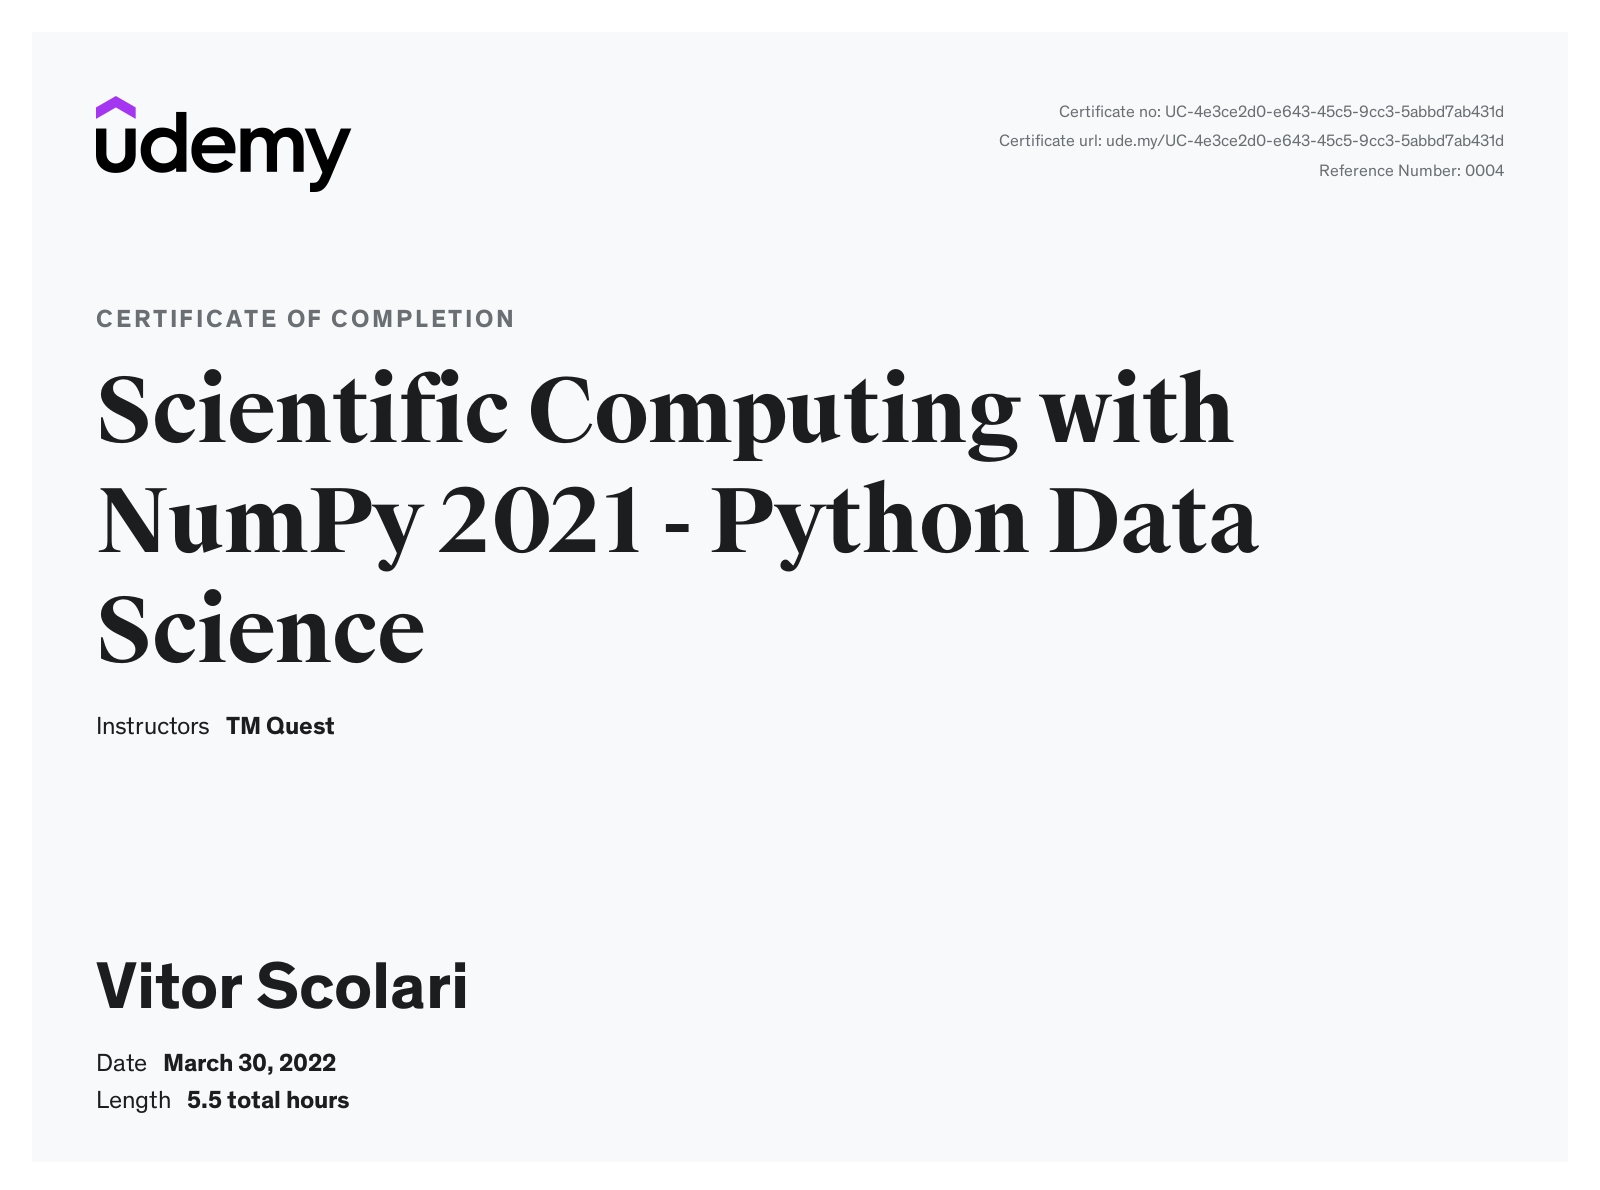 udemy
Certificate no: UC-4e3ce2d0-e643-45c5-9cc3-5abbd7ab431d
Certificate url: ude.my/UC-4e3ce2d0-e643-45c5-9cc3-5abbd7ab431d
Reference Number: 0004
CERTIFICATE OF COMPLETION
Scientific Computing with
NumPy 2021 - Python Data
Science
Instructors TM Quest
Vitor Scolari
Date March 30, 2022
Length 5.5 total hours